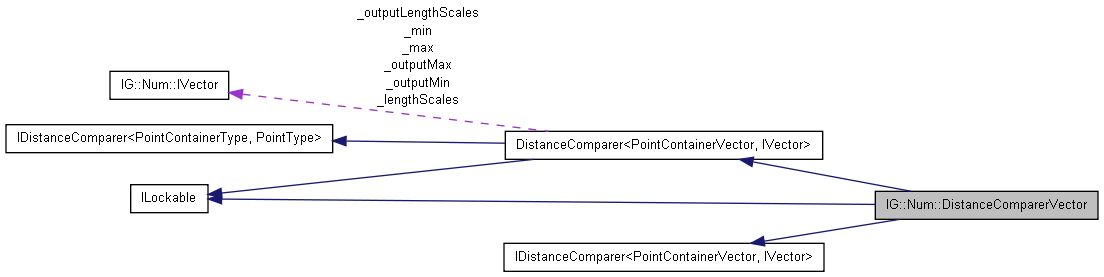 _outputLengthScales
_min
_max
_outputMax
_outputMin
_lengthScales
IG::Num::IVector
IDistanceComparer<PointContainerType, PointType>
DistanceComparer<PointContainerVector, IVector>
ILockable
IG::Num::DistanceComparerVector
IDistanceComparer<PointContainerVector, IVector>